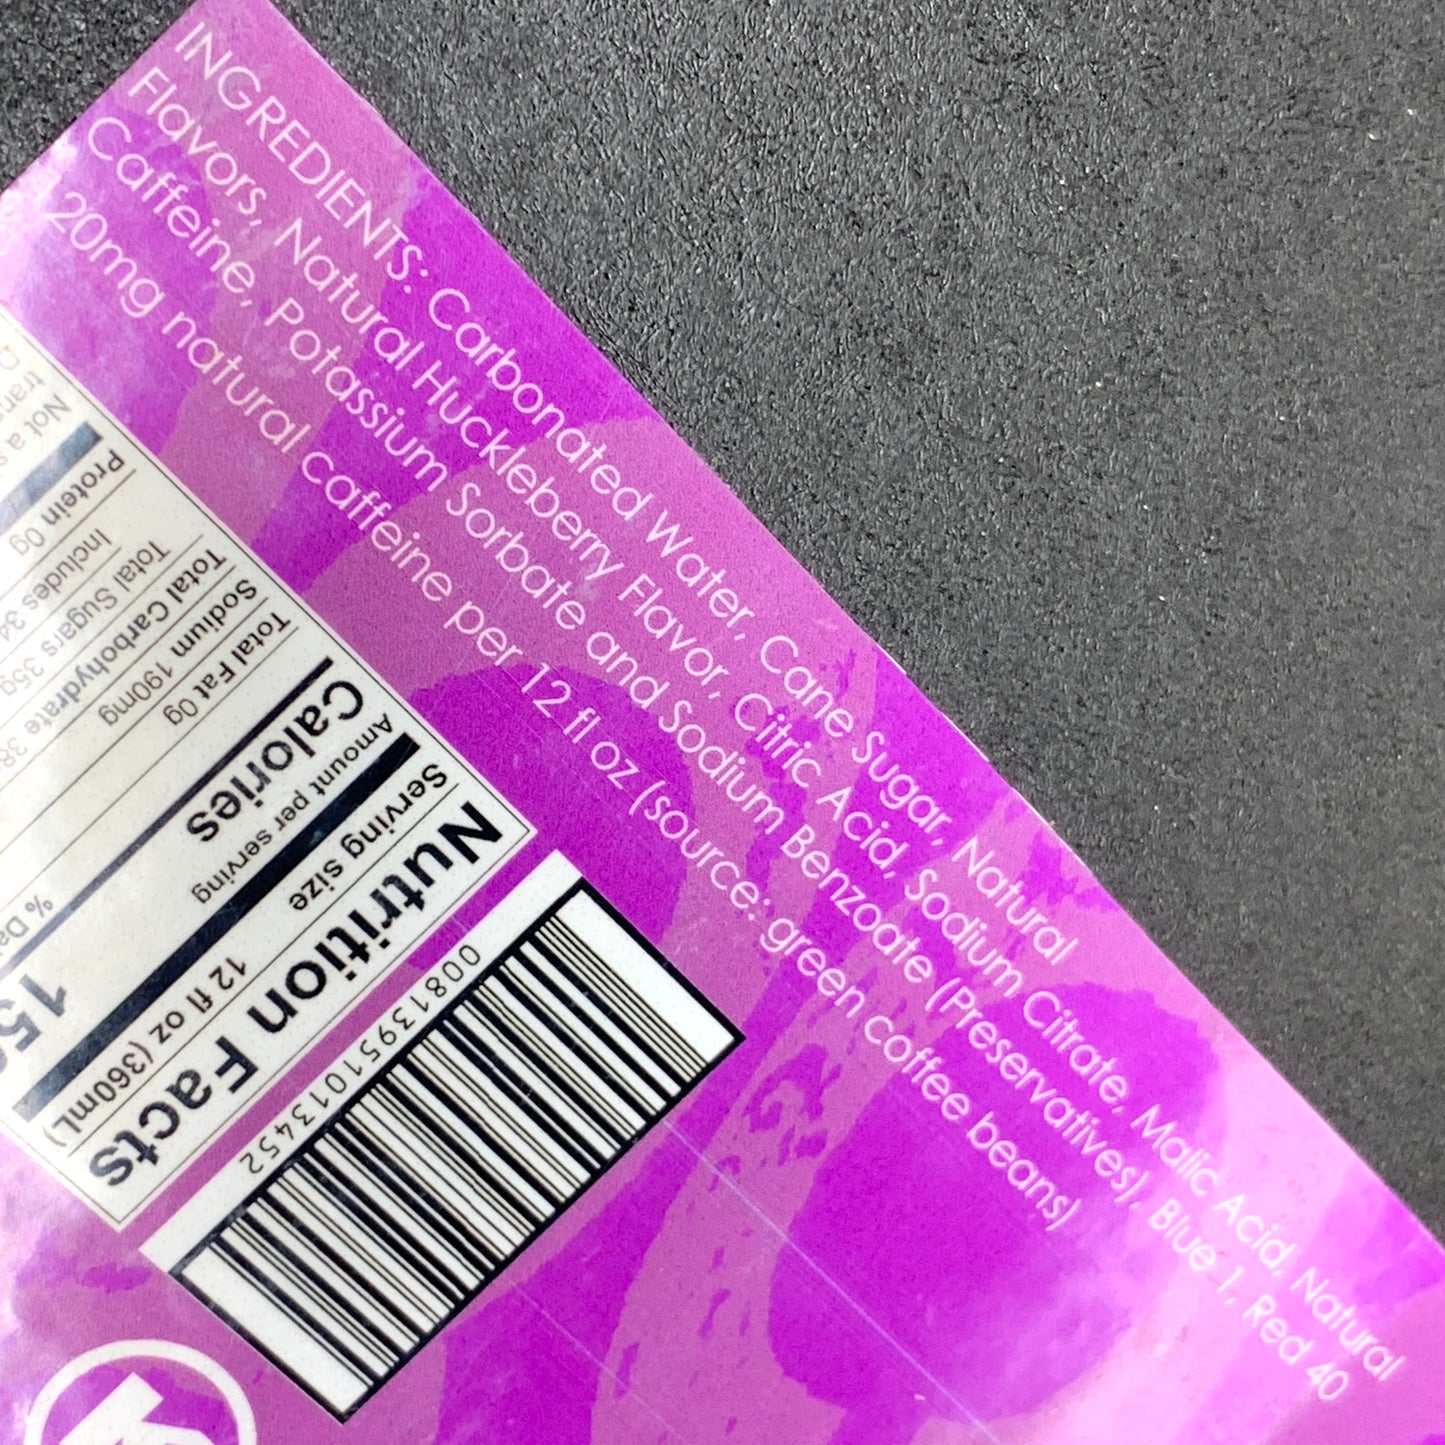 INGREDIENTS: Carbonated Water, Cane Sugar, Natural
Flavors, Natural Huckleberry Flavor, Citric Acid, Sodium Citrate, Malic Acid, Natural
Caffeine, Potassium Sorbate and Sodium Benzoate (Preservatives), Blue 1, Red 40
120mg natural caffeine per 12 fl oz (source: green coffee beans)
Nutrition Facts
Serving size 12 fl oz (360mL)
Amount per serving
Calories
% Da
Total Fat 0g
Sodium 190mg
Total Carbohydrate
Total Sugars 35g
Includes
Protein 0g
Not a
00813951013452